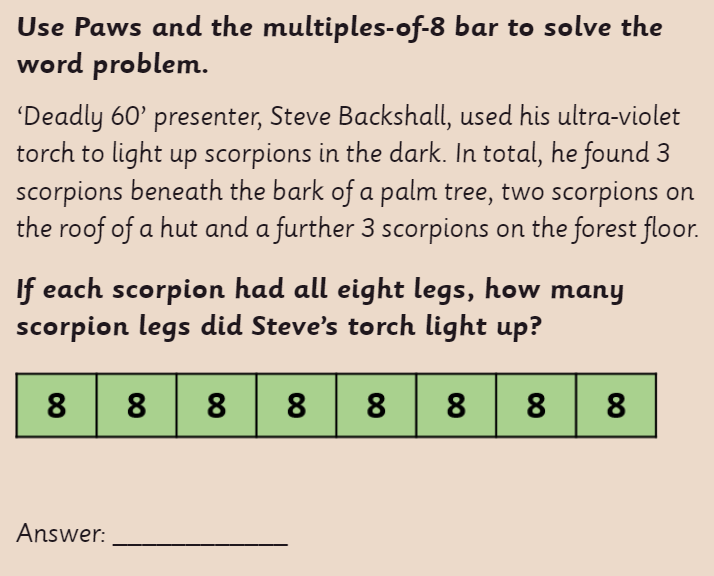 Use Paws and the multiples-of-8 bar to solve the
word problem.
‘Deadly 60’ presenter, Steve Backshall, used his ultra-violet
torch to light up scorpions in the dark. In total, he found 3
scorpions beneath the bark of a palm tree, two scorpions on
the roof of a hut and a further 3 scorpions on the forest floor.
If each scorpion had all eight legs, how many
scorpion legs did Steve’s torch light up?
8 8 8 8 8 8 8 8
Answer: ____________